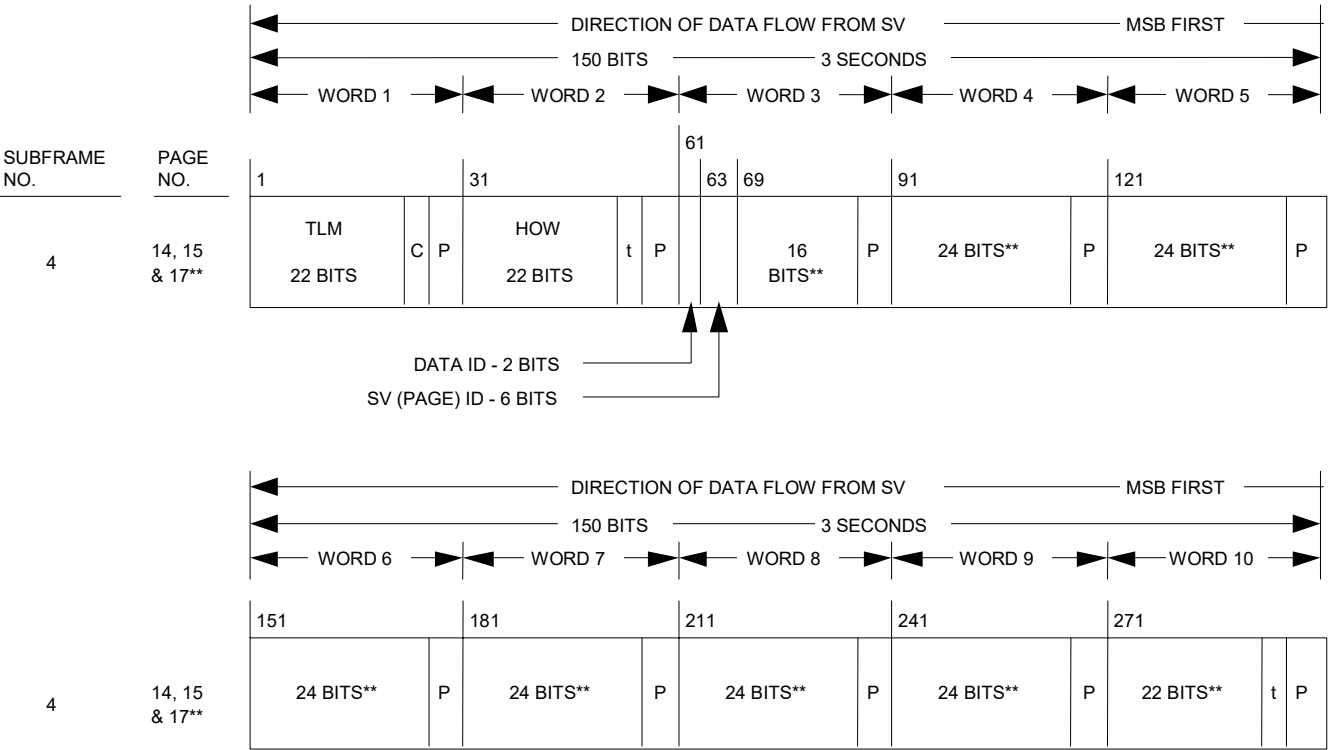 DIRECTION OF DATA FLOW FROM SV MSB FIRST
150 BITS 3 SECONDS
WORD 1 WORD 2 WORD 3 WORD 4 WORD 5
61
SUBFRAME PAGE
NO. NO. 1 31 63 69 91 121
TLM HOW
4 14, 15 C P t P 16 P 24 BITS** P 24 BITS** P
& 17** 22 BITS 22 BITS BITS**
DATA ID - 2 BITS
SV (PAGE) ID - 6 BITS
DIRECTION OF DATA FLOW FROM SV MSB FIRST
150 BITS 3 SECONDS
WORD 6 WORD 7 WORD 8 WORD 9 WORD 10
151 181 211 241 271
4 14, 15 24 BITS** P 24 BITS** P 24 BITS** P 24 BITS** P 22 BITS** t P
& 17**